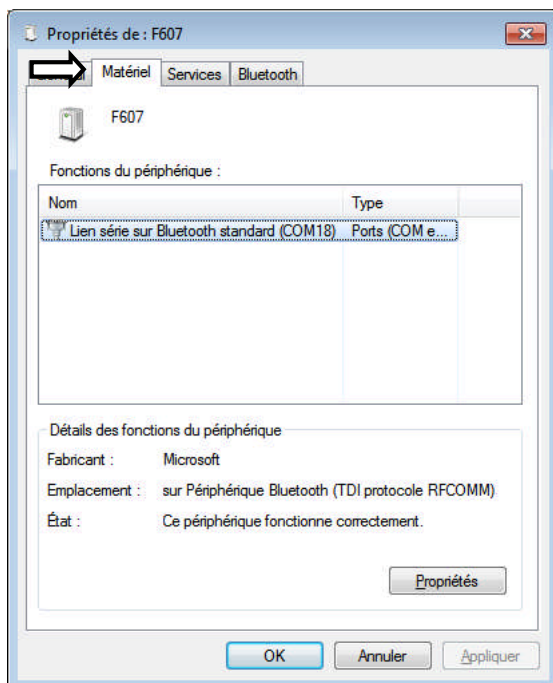 Propriétés de : F607
Matériel
Services
Bluetooth
F607
Fonctions du périphérique :
Nom Type
Lien série sur Bluetooth standard (COM18) Ports (COM e...
Détails des fonctions du périphérique
Fabricant : Microsoft
Emplacement : sur Périphérique Bluetooth (TDI protocole RFCOMM)
État : Ce périphérique fonctionne correctement.
Propriétés
OK Annuler Appliquer